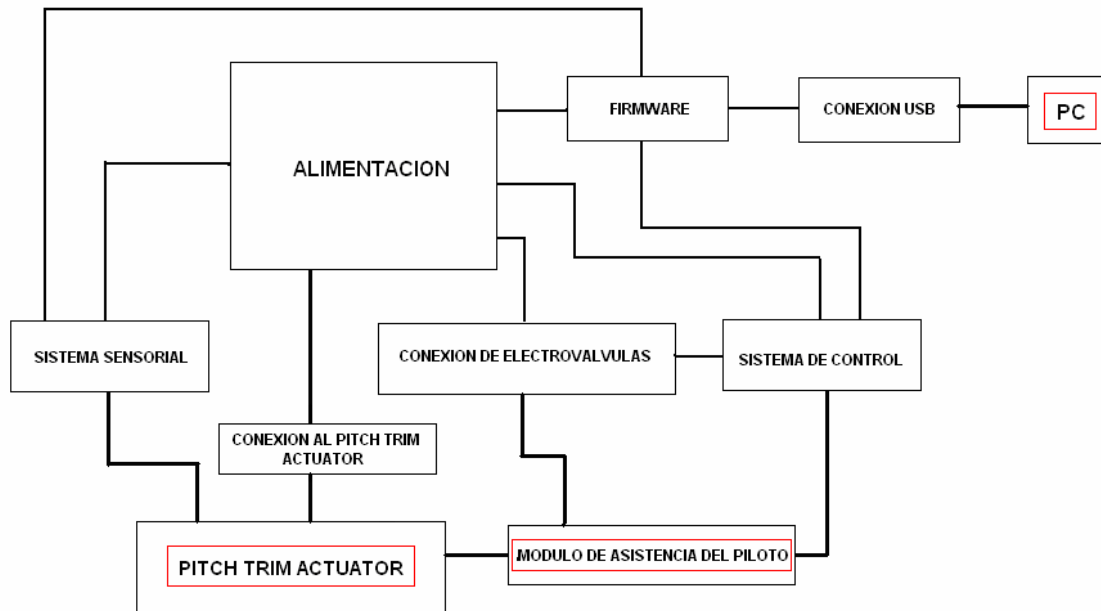 FIRMWARE
CONEXION USB
PC
ALIMENTACION
SISTEMA SENSORIAL
CONEXION DE ELECTROVALVULAS
SISTEMA DE CONTROL
CONEXION AL PITCH TRIM
ACTUATOR
PITCH TRIM ACTUATOR
MODULO DE ASISTENCIA DEL PILOTO